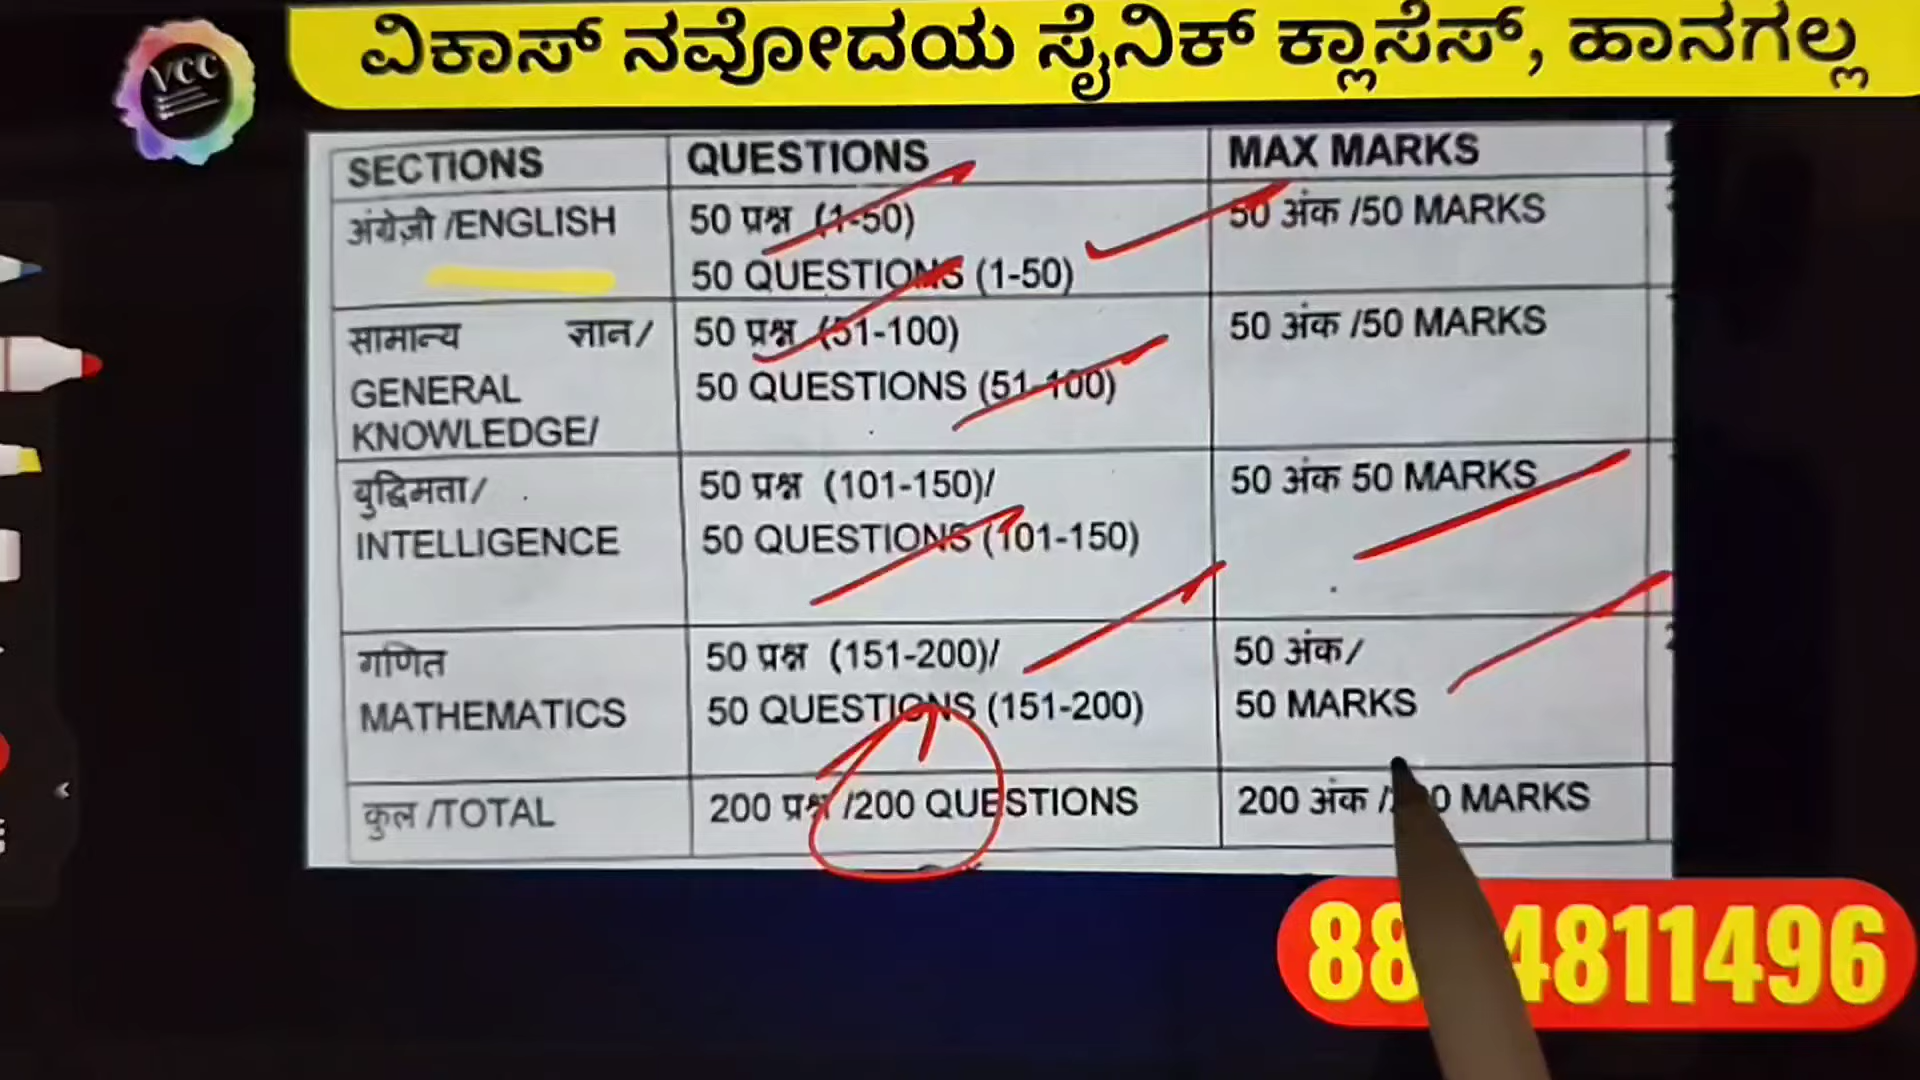 ವಿಕಾಸ್ ನವೋದಯ ಸೈನಿಕ್ ಕ್ಲಾಸೆಸ್, ಹಾನಗಲ್ಲ
VCC
SECTIONS QUESTIONS MAX MARKS
अंग्रेज़ी /ENGLISH 50 प्रश्न (1-50) 50 अंक /50 MARKS
50 QUESTIONS (1-50)
सामान्य ज्ञान/ 50 प्रश्न (51-100) 50 अंक /50 MARKS
GENERAL 50 QUESTIONS (51-100)
KNOWLEDGE/
बुद्धिमता/ 50 प्रश्न (101-150)/ 50 अंक 50 MARKS
INTELLIGENCE 50 QUESTIONS (101-150)
गणित 50 प्रश्न (151-200)/ 50 अंक/
MATHEMATICS 50 QUESTIONS (151-200) 50 MARKS
कुल /TOTAL 200 प्रश्न /200 QUESTIONS 200 अंक / MARKS